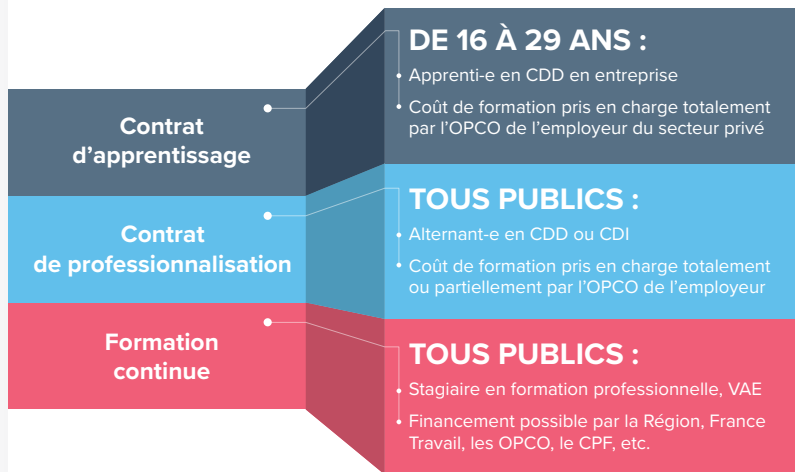 Contrat
d’apprentissage
DE 16 À 29 ANS :
• Apprenti-e en CDD en entreprise
• Coût de formation pris en charge totalement
par l’OPCO de l’employeur du secteur privé
Contrat
de professionnalisation
TOUS PUBLICS :
• Alternant-e en CDD ou CDI
• Coût de formation pris en charge totalement
ou partiellement par l’OPCO de l’employeur
Formation
continue
TOUS PUBLICS :
• Stagiaire en formation professionnelle, VAE
• Financement possible par la Région, France
Travail, les OPCO, le CPF, etc.